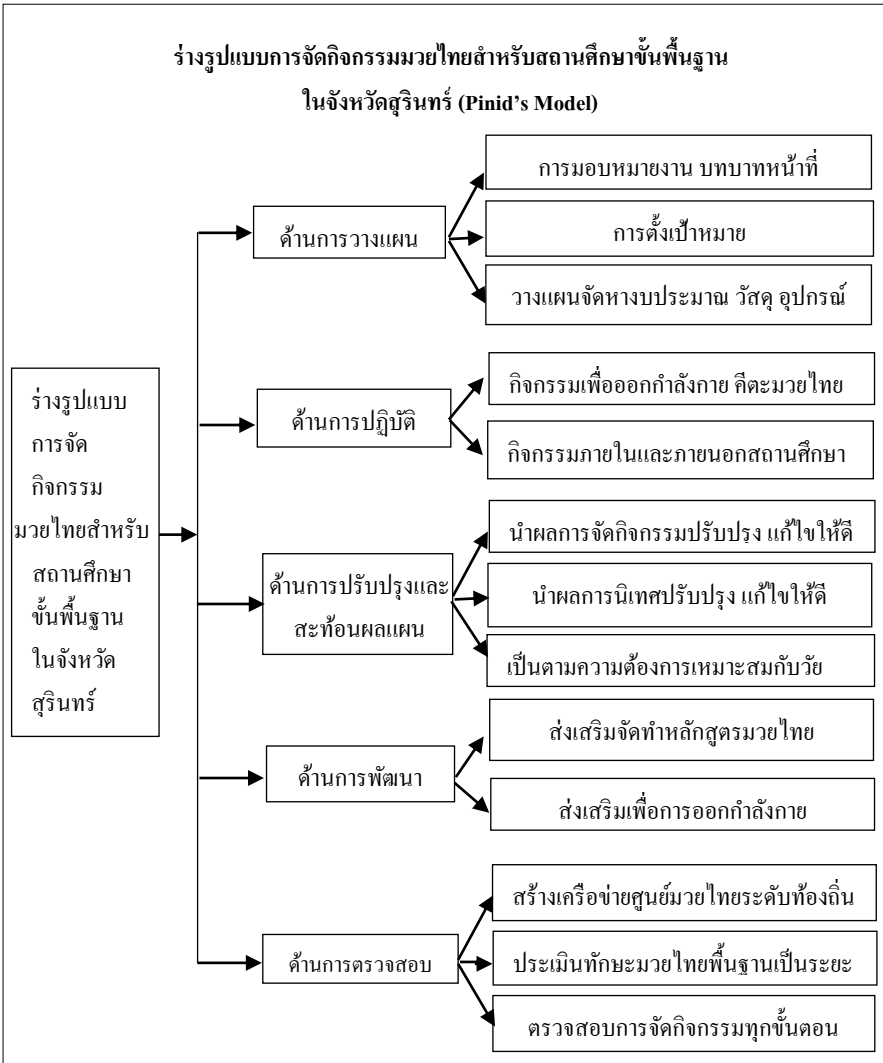 ร่างรูปแบบการจัดกิจกรรมมวยไทยสำหรับสถานศึกษาขั้นพื้นฐาน
ในจังหวัดสุรินทร์ (Pinid's Model)
ร่างรูปแบบ
การจัด
กิจกรรม
มวยไทยสำหรับ
สถานศึกษา
ขั้นพื้นฐาน
ในจังหวัด
สุรินทร์
ด้านการวางแผน
การมอบหมายงาน บทบาทหน้าที่
การตั้งเป้าหมาย
วางแผนจัดหางบประมาณ วัสดุ อุปกรณ์
ด้านการปฏิบัติ
กิจกรรมเพื่อออกกำลังกาย คีตะมวยไทย
กิจกรรมภายในและภายนอกสถานศึกษา
ด้านการปรับปรุงและ
สะท้อนผลแผน
นำผลการจัดกิจกรรมปรับปรุง แก้ไขให้ดี
นำผลการนิเทศปรับปรุง แก้ไขให้ดี
เป็นตามความต้องการเหมาะสมกับวัย
ด้านการพัฒนา
ส่งเสริมจัดทำหลักสูตรมวยไทย
ส่งเสริมเพื่อการออกกำลังกาย
ด้านการตรวจสอบ
สร้างเครือข่ายศูนย์มวยไทยระดับท้องถิ่น
ประเมินทักษะมวยไทยพื้นฐานเป็นระยะ
ตรวจสอบการจัดกิจกรรมทุกขั้นตอน